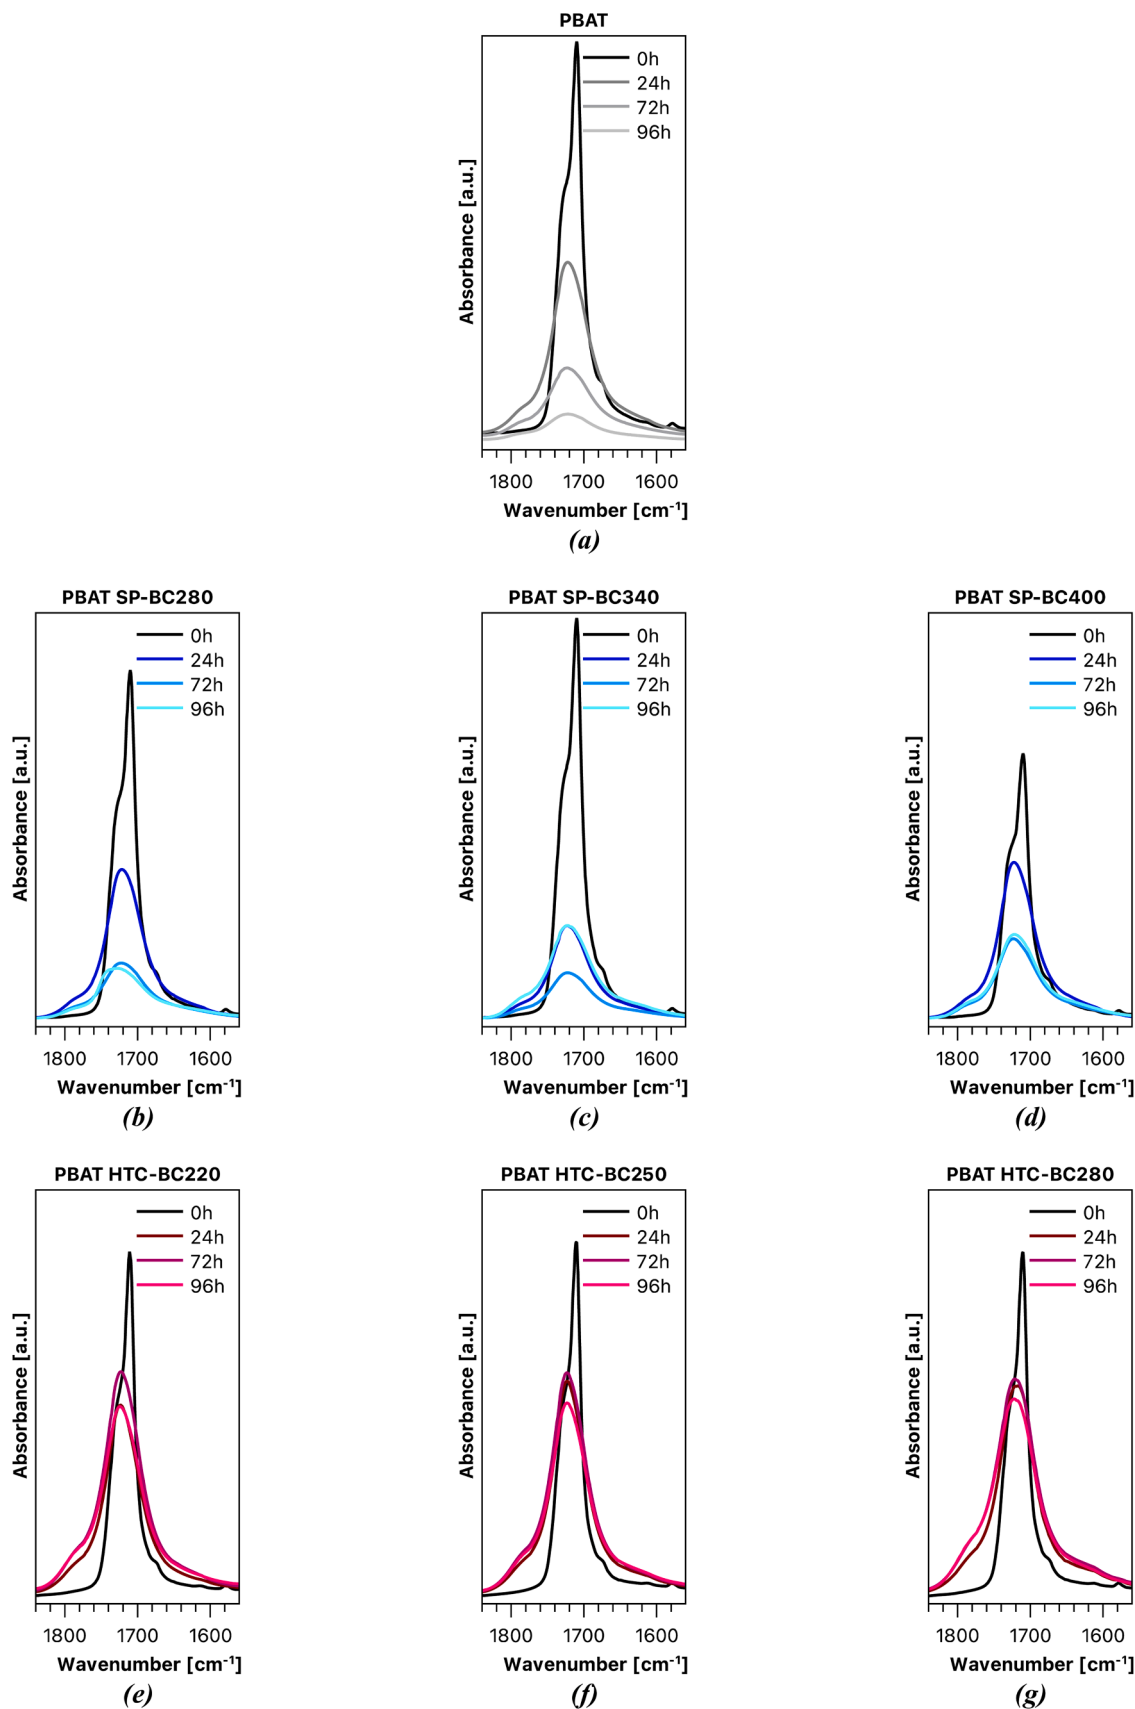 PBAT
0h
24h
72h
96h
Absorbance [a.u.]
1800 1700 1600
Wavenumber [cm⁻¹]
(a)
PBAT SP-BC280
0h
24h
72h
96h
Absorbance [a.u.]
1800 1700 1600
Wavenumber [cm⁻¹]
(b)
PBAT SP-BC340
0h
24h
72h
96h
Absorbance [a.u.]
1800 1700 1600
Wavenumber [cm⁻¹]
(c)
PBAT SP-BC400
0h
24h
72h
96h
Absorbance [a.u.]
1800 1700 1600
Wavenumber [cm⁻¹]
(d)
PBAT HTC-BC220
0h
24h
72h
96h
Absorbance [a.u.]
1800 1700 1600
Wavenumber [cm⁻¹]
(e)
PBAT HTC-BC250
0h
24h
72h
96h
Absorbance [a.u.]
1800 1700 1600
Wavenumber [cm⁻¹]
(f)
PBAT HTC-BC280
0h
24h
72h
96h
Absorbance [a.u.]
1800 1700 1600
Wavenumber [cm⁻¹]
(g)